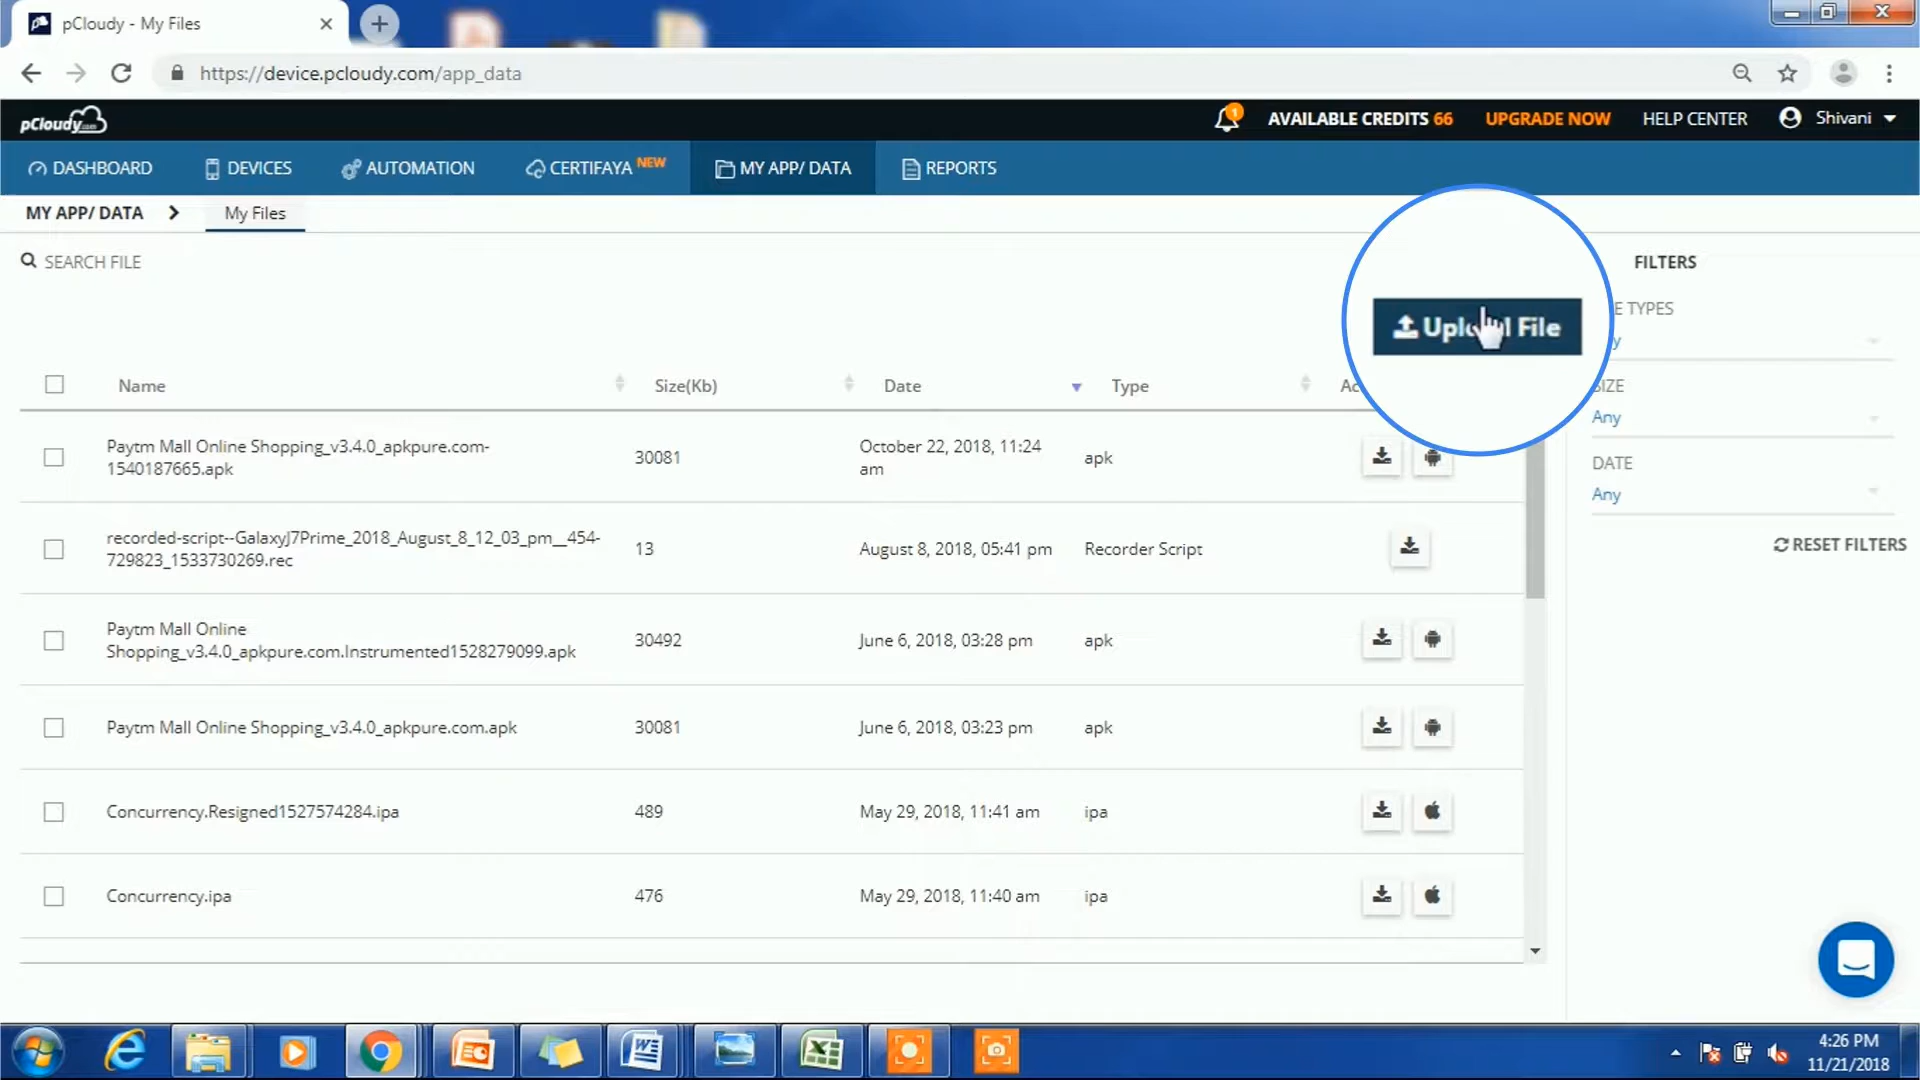 pCloudy - My Files
https://device.pcloudy.com/app_data
pCloudy.com
1
AVAILABLE CREDITS 66
UPGRADE NOW
HELP CENTER
Shivani
DASHBOARD
DEVICES
AUTOMATION
CERTIFAYA NEW
MY APP/ DATA
REPORTS
MY APP/ DATA
My Files
SEARCH FILE
FILTERS
TYPES
File
SIZE
Any
DATE
Any
RESET FILTERS
Name
Size(Kb)
Date
Type
Paytm Mall Online Shopping_v3.4.0_apkpure.com-
1540187665.apk
30081
October 22, 2018, 11:24
am
apk
recorded-script--GalaxyJ7Prime_2018_August_8_12_03_pm__454-
729823_1533730269.rec
13
August 8, 2018, 05:41 pm
Recorder Script
Paytm Mall Online
Shopping_v3.4.0_apkpure.com.Instrumented1528279099.apk
30492
June 6, 2018, 03:28 pm
apk
Paytm Mall Online Shopping_v3.4.0_apkpure.com.apk
30081
June 6, 2018, 03:23 pm
apk
Concurrency.Resigned1527574284.ipa
489
May 29, 2018, 11:41 am
ipa
Concurrency.ipa
476
May 29, 2018, 11:40 am
ipa
4:26 PM
11/21/2018